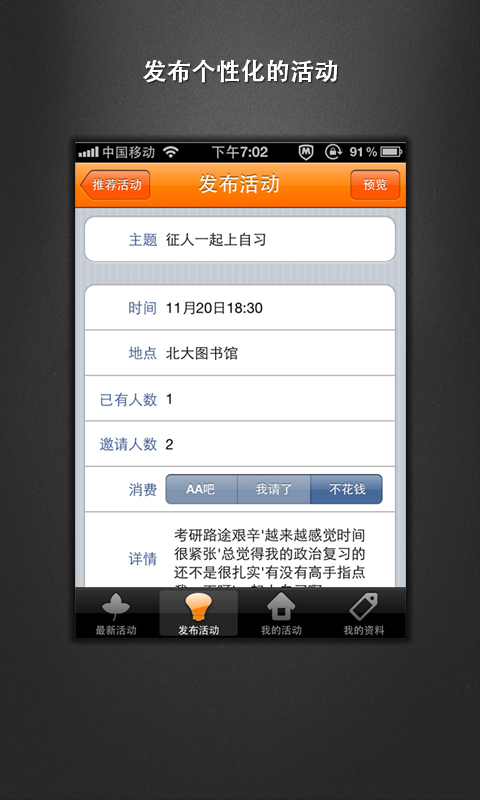 发布个性化的活动
中国移动 下午7:02 91%
推荐活动 发布活动 预览
主题 征人一起上自习
时间 11月20日18:30
地点 北大图书馆
已有人数 1
邀请人数 2
消费 AA吧 我请了 不花钱
考研路途艰辛'越来越感觉时间
很紧张'总觉得我的政治复习的
详情
还不是很扎实'有没有高手指点
最新活动 发布活动 我的活动 我的资料